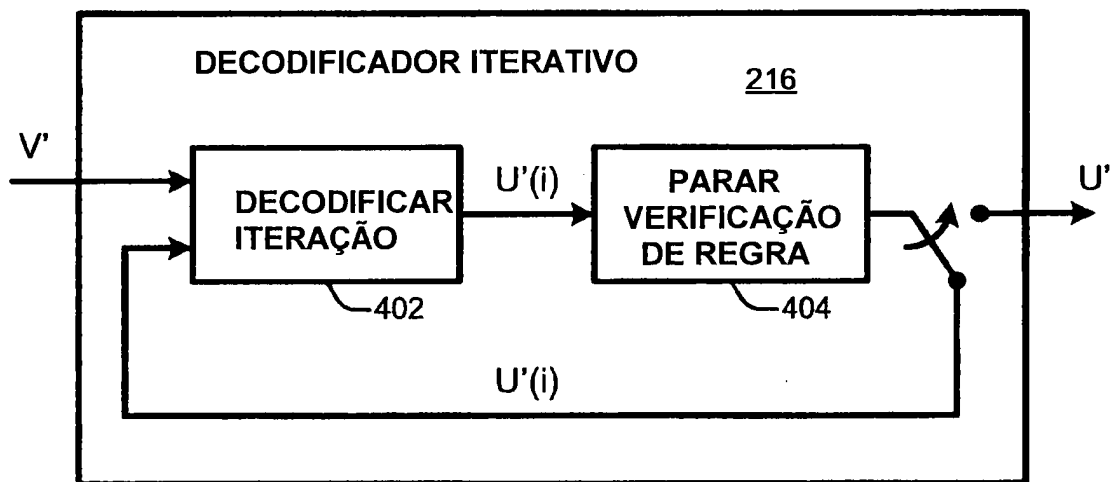 DECODIFICADOR ITERATIVO
216
V'
U'
DECODIFICAR
ITERAÇÃO
U'(i)
PARAR
VERIFICAÇÃO
DE REGRA
402
404
U'(i)